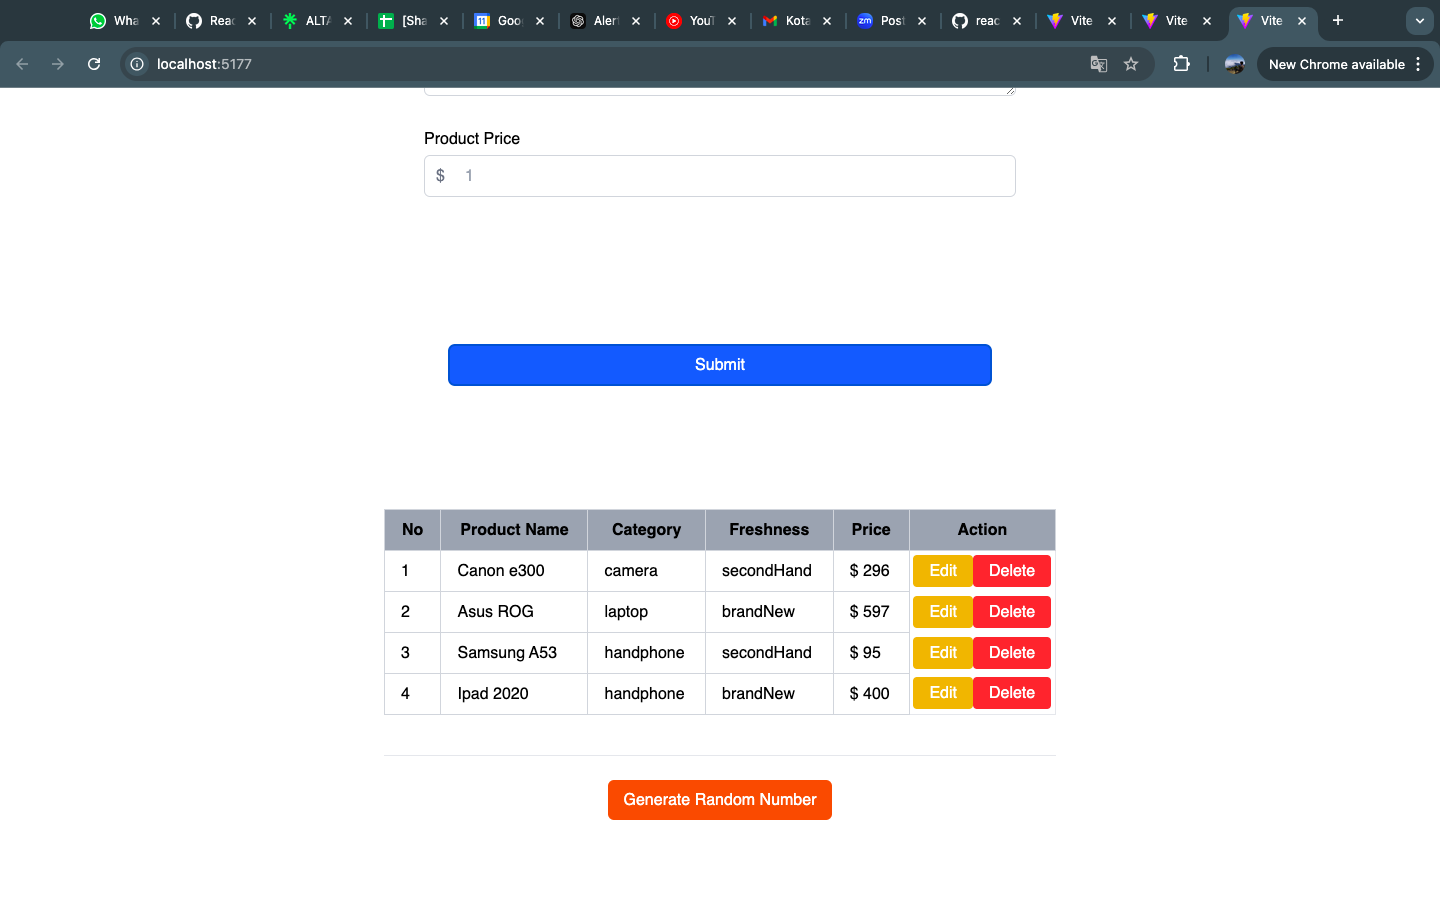 Wha Reac ALTA [Sha Goo Aler YouT Kota Post reac Vite Vite Vite
localhost:5177 New Chrome available
Product Price
$ 1
Submit
No Product Name Category Freshness Price Action
1 Canon e300 camera secondHand $ 296 Edit Delete
2 Asus ROG laptop brandNew $ 597 Edit Delete
3 Samsung A53 handphone secondHand $ 95 Edit Delete
4 Ipad 2020 handphone brandNew $ 400 Edit Delete
Generate Random Number